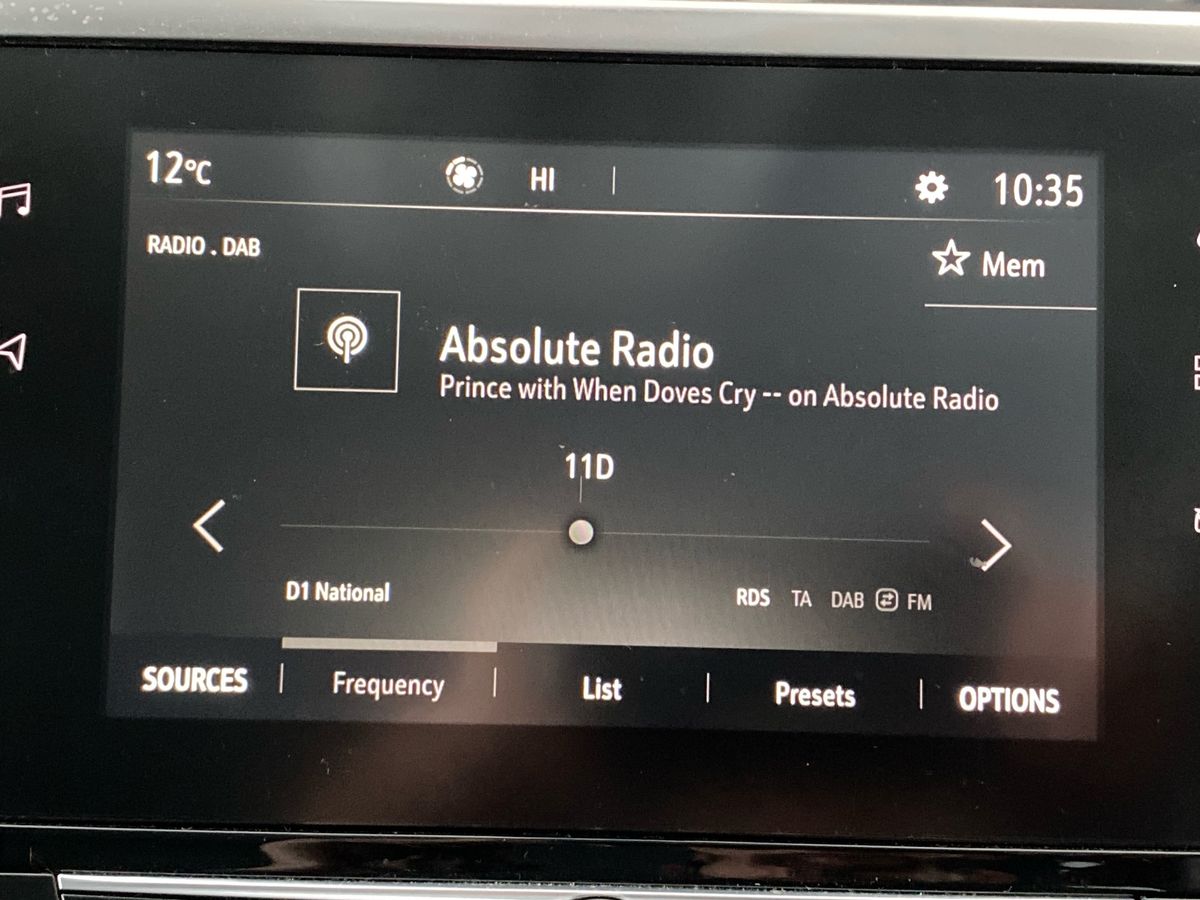 12°C HI 10:35
RADIO . DAB
Mem
Absolute Radio
Prince with When Doves Cry -- on Absolute Radio
11D
D1 National RDS TA DAB FM
SOURCES Frequency List Presets OPTIONS